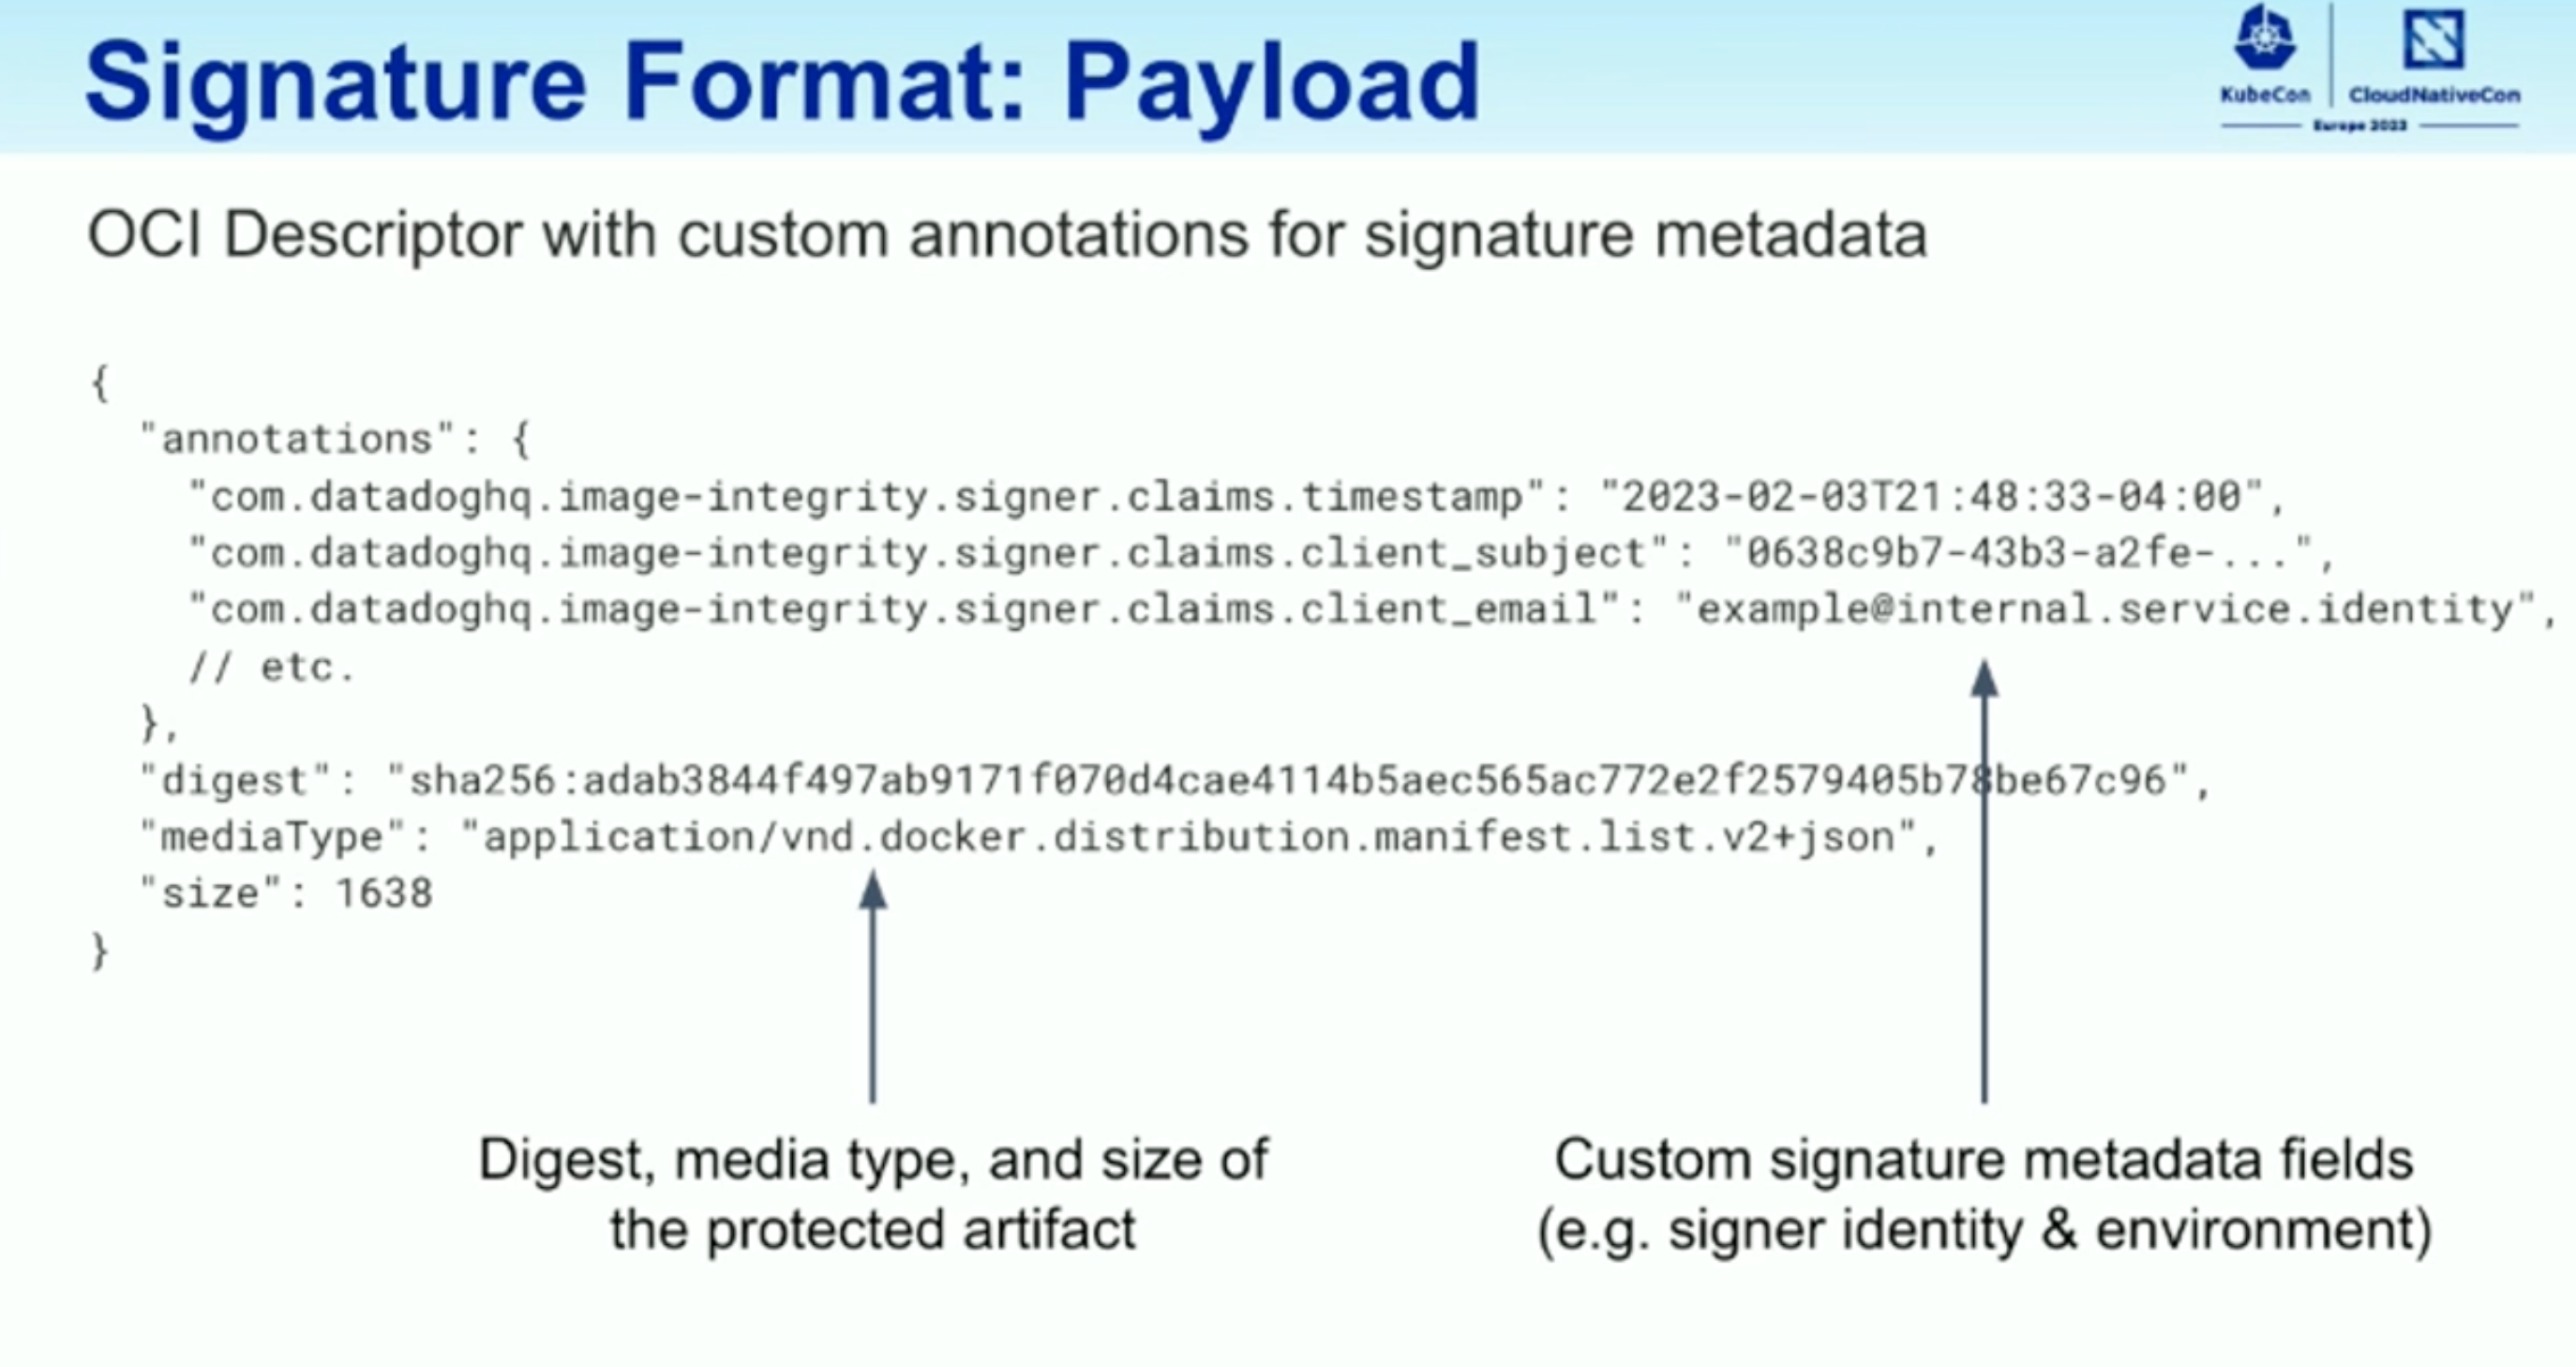 Signature Format: Payload
KubeCon
CloudNativeCon
Europe 2023
OCI Descriptor with custom annotations for signature metadata
{
"annotations": {
"com.datadoghq.image-integrity.signer.claims.timestamp": "2023-02-03T21:48:33-04:00",
"com.datadoghq.image-integrity.signer.claims.client_subject": "0638c9b7-43b3-a2fe-...",
"com.datadoghq.image-integrity.signer.claims.client_email": "example@internal.service.identity",
// etc.
},
"digest": "sha256:adab3844f497ab9171f070d4cae4114b5aec565ac772e2f2579405b78be67c96",
"mediaType": "application/vnd.docker.distribution.manifest.list.v2+json",
"size": 1638
}
Digest, media type, and size of
the protected artifact
Custom signature metadata fields
(e.g. signer identity & environment)